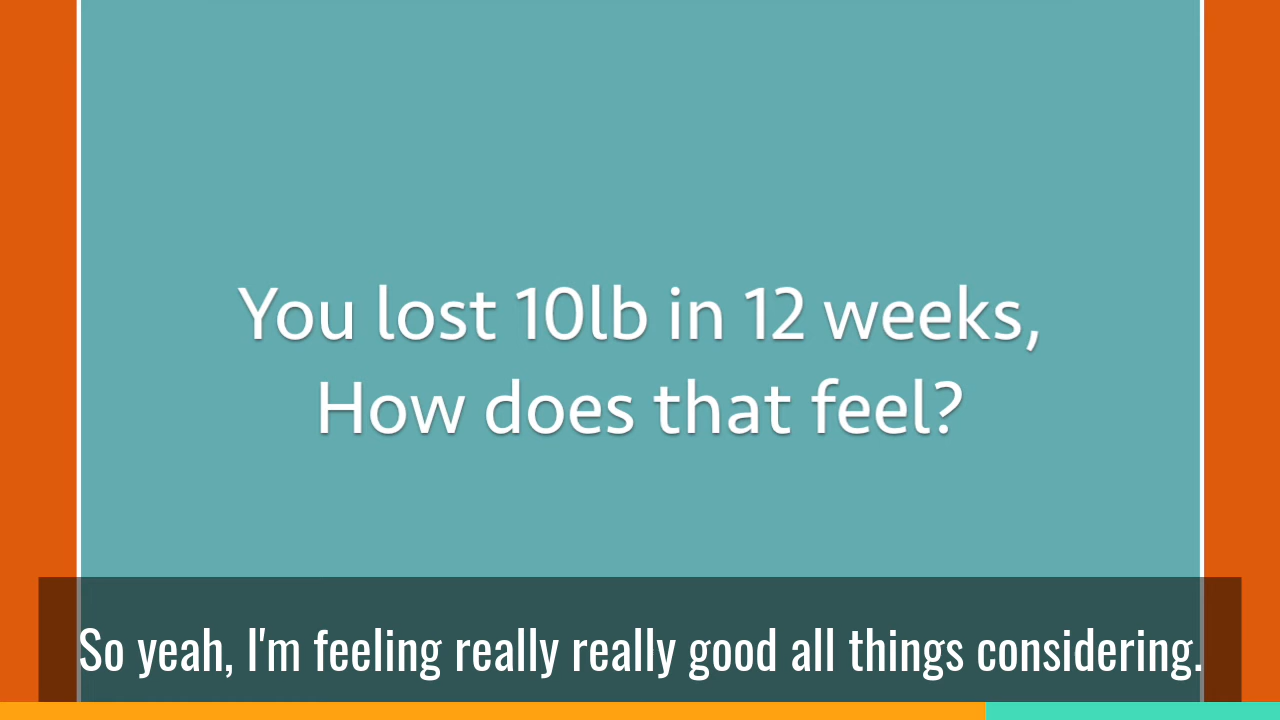 You lost 10lb in 12 weeks,
How does that feel?
So yeah, I'm feeling really really good all things considering.